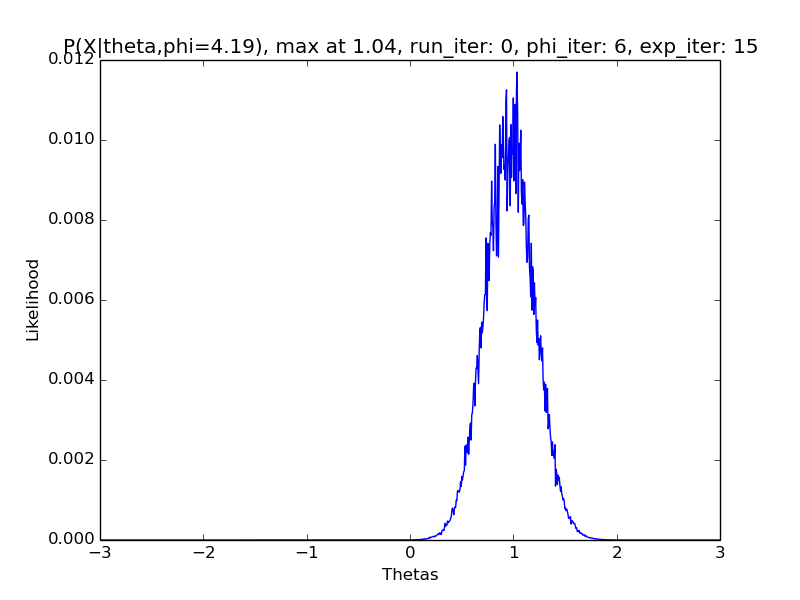 P(X|theta,phi=4.19), max at 1.04, run_iter: 0, phi_iter: 6, exp_iter: 15
0.012
0.010
0.008
0.006
0.004
0.002
0.000
Likelihood
−3 −2 −1 0 1 2 3
Thetas